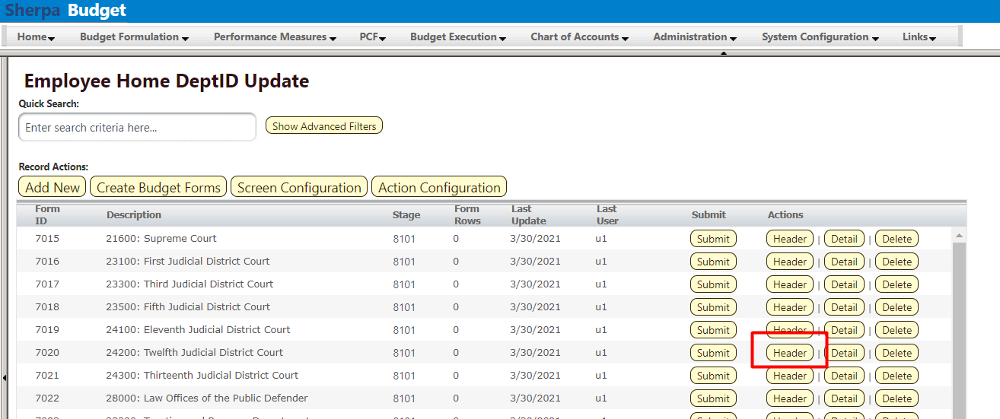 Sherpa Budget
Home Budget Formulation Performance Measures PCF Budget Execution Chart of Accounts Administration System Configuration Links
Employee Home DeptID Update
Quick Search:
Enter search criteria here... Show Advanced Filters
Record Actions:
Add New Create Budget Forms Screen Configuration Action Configuration
Form ID Description Stage Form Rows Last Update Last User Submit Actions
7015 21600: Supreme Court 8101 0 3/30/2021 u1 Submit Header | Detail | Delete
7016 23100: First Judicial District Court 8101 0 3/30/2021 u1 Submit Header | Detail | Delete
7017 23300: Third Judicial District Court 8101 0 3/30/2021 u1 Submit Header | Detail | Delete
7018 23500: Fifth Judicial District Court 8101 0 3/30/2021 u1 Submit Header | Detail | Delete
7019 24100: Eleventh Judicial District Court 8101 0 3/30/2021 u1 Submit Header | Detail | Delete
7020 24200: Twelfth Judicial District Court 8101 0 3/30/2021 u1 Submit Header | Detail | Delete
7021 24300: Thirteenth Judicial District Court 8101 0 3/30/2021 u1 Submit Header | Detail | Delete
7022 28000: Law Offices of the Public Defender 8101 0 3/30/2021 u1 Submit Header | Detail | Delete